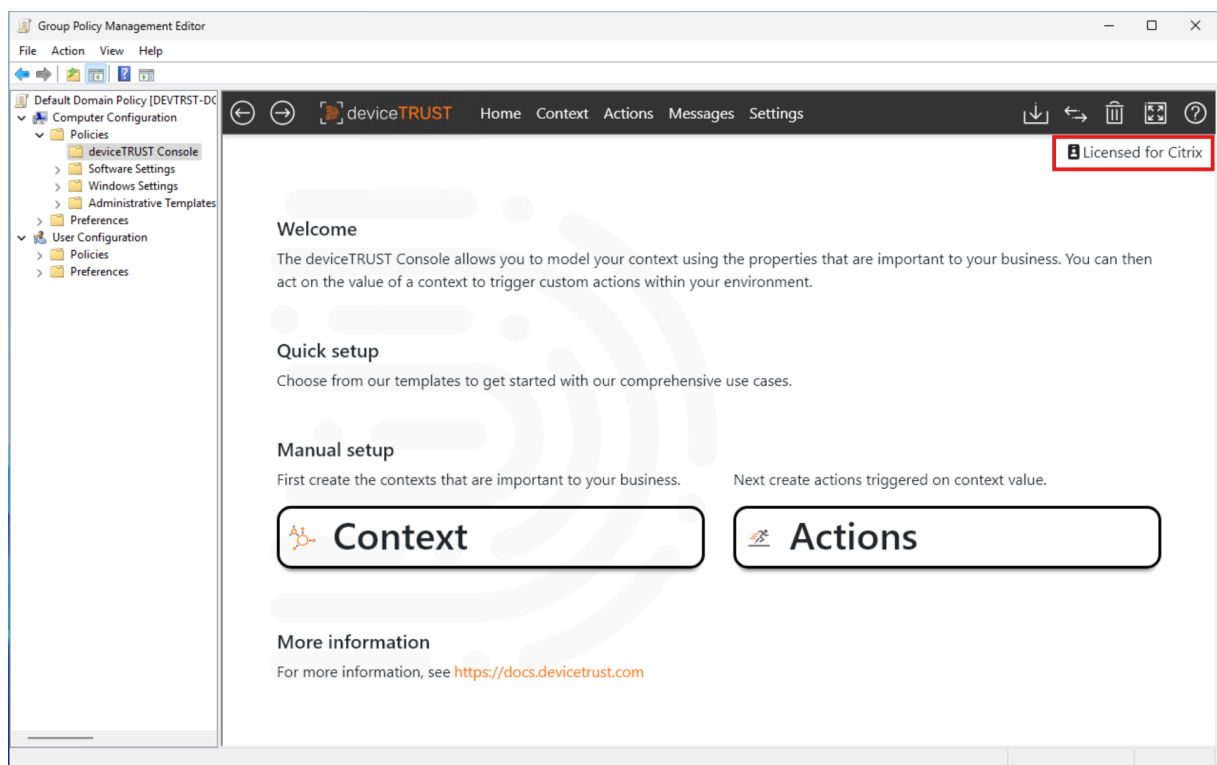 Group Policy Management Editor
File Action View Help
Default Domain Policy [DEVTRST-DC
Computer Configuration
Policies
deviceTRUST Console
Software Settings
Windows Settings
Administrative Templates
Preferences
User Configuration
Policies
Preferences
deviceTRUST Home Context Actions Messages Settings
Licensed for Citrix
Welcome
The deviceTRUST Console allows you to model your context using the properties that are important to your business. You can then
act on the value of a context to trigger custom actions within your environment.
Quick setup
Choose from our templates to get started with our comprehensive use cases.
Manual setup
First create the contexts that are important to your business.
Next create actions triggered on context value.
Context
Actions
More information
For more information, see https://docs.devicetrust.com